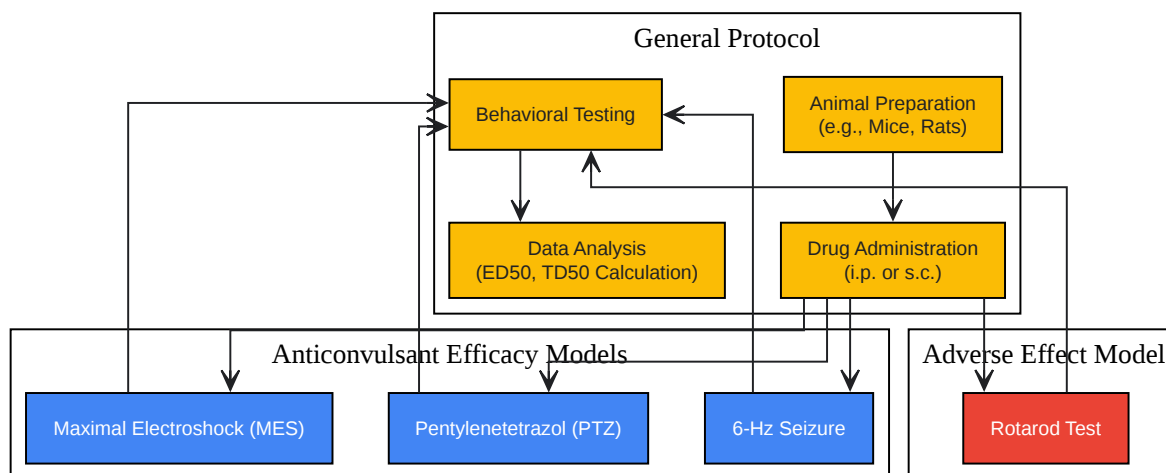 General Protocol
Behavioral Testing
Animal Preparation
(e.g., Mice, Rats)
Data Analysis
(ED50, TD50 Calculation)
Drug Administration
(i.p. or s.c.)
Anticonvulsant Efficacy Models
Adverse Effect Model
Maximal Electroshock (MES)
Pentylenetetrazol (PTZ)
6-Hz Seizure
Rotarod Test